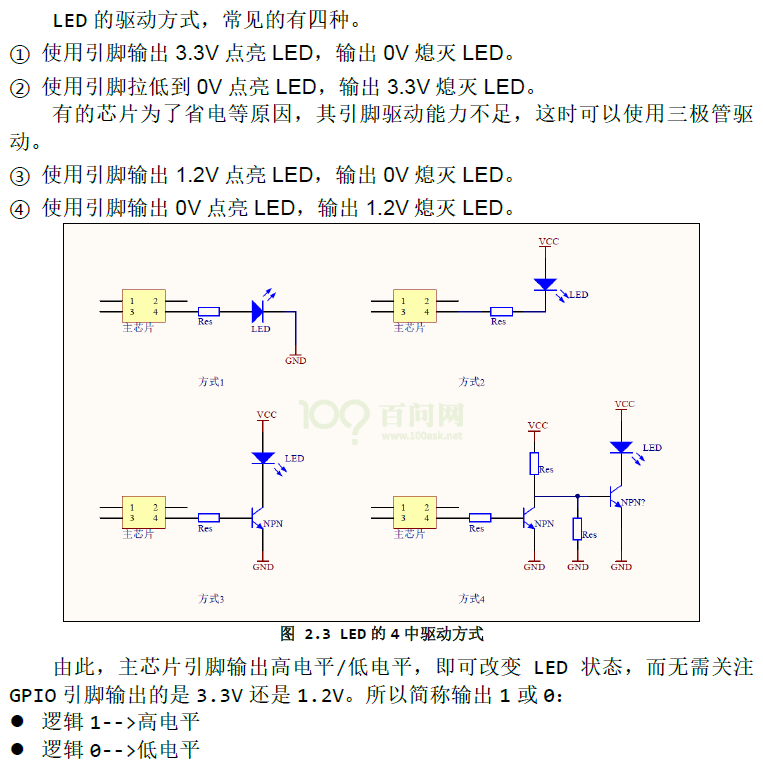 LED 的驱动方式，常见的有四种。
① 使用引脚输出 3.3V 点亮 LED，输出 0V 熄灭 LED。
② 使用引脚拉低到 0V 点亮 LED，输出 3.3V 熄灭 LED。
有的芯片为了省电等原因，其引脚驱动能力不足，这时可以使用三极管驱
动。
③ 使用引脚输出 1.2V 点亮 LED，输出 0V 熄灭 LED。
④ 使用引脚输出 0V 点亮 LED，输出 1.2V 熄灭 LED。
VCC
1 2
3 4
主芯片
Res
LED
GND
方式1
1 2
3 4
主芯片
Res
LED
方式2
100？ 百问网
www.100ask.net
VCC
LED
1 2
3 4
主芯片
Res
NPN
GND
方式3
VCC
VCC
LED
Res
1 2
3 4
主芯片
Res
NPN
Res
NPN?
GND
GND
GND
方式4
图 2.3 LED 的 4 中驱动方式
由此，主芯片引脚输出高电平/低电平，即可改变 LED 状态，而无需关注
GPIO 引脚输出的是 3.3V 还是 1.2V。所以简称输出 1 或 0：
● 逻辑 1-->高电平
● 逻辑 0-->低电平